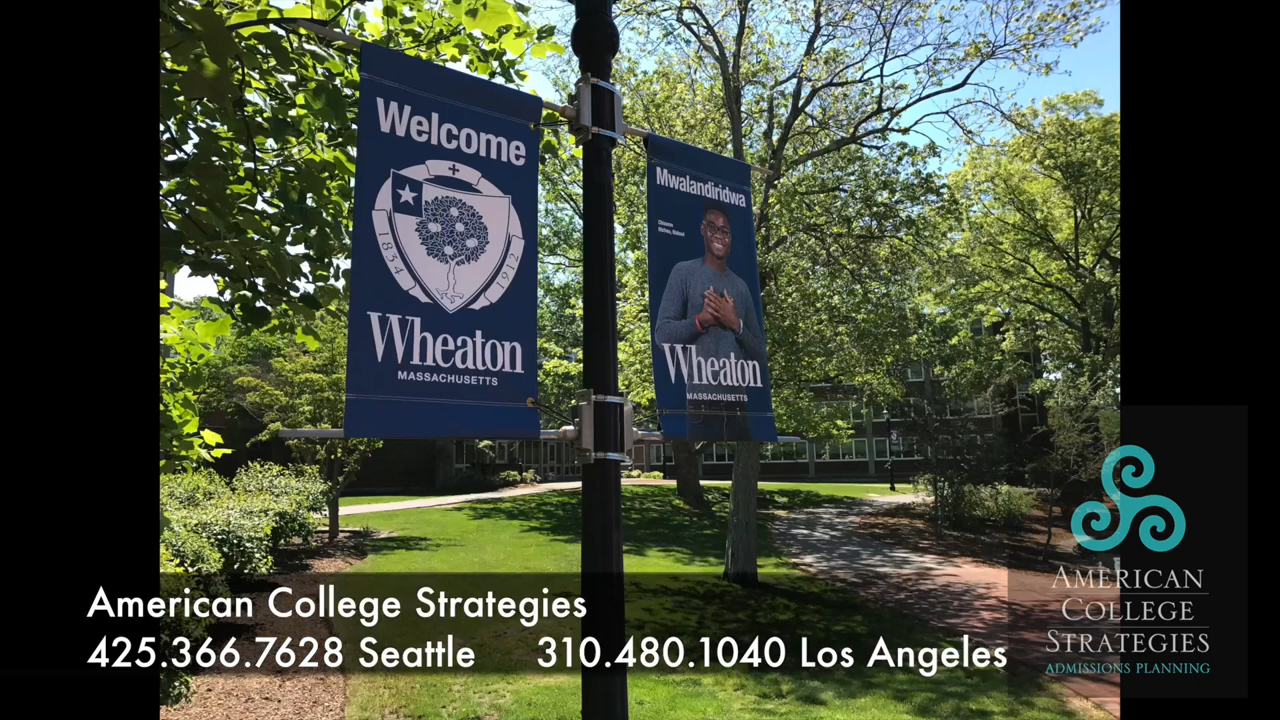 Welcome
1834
1912
Wheaton
MASSACHUSETTS
Mwalandiridwa
Wheaton
MASSACHUSETTS
American College Strategies
425.366.7628 Seattle 310.480.1040 Los Angeles
AMERICAN
COLLEGE
STRATEGIES
ADMISSIONS PLANNING